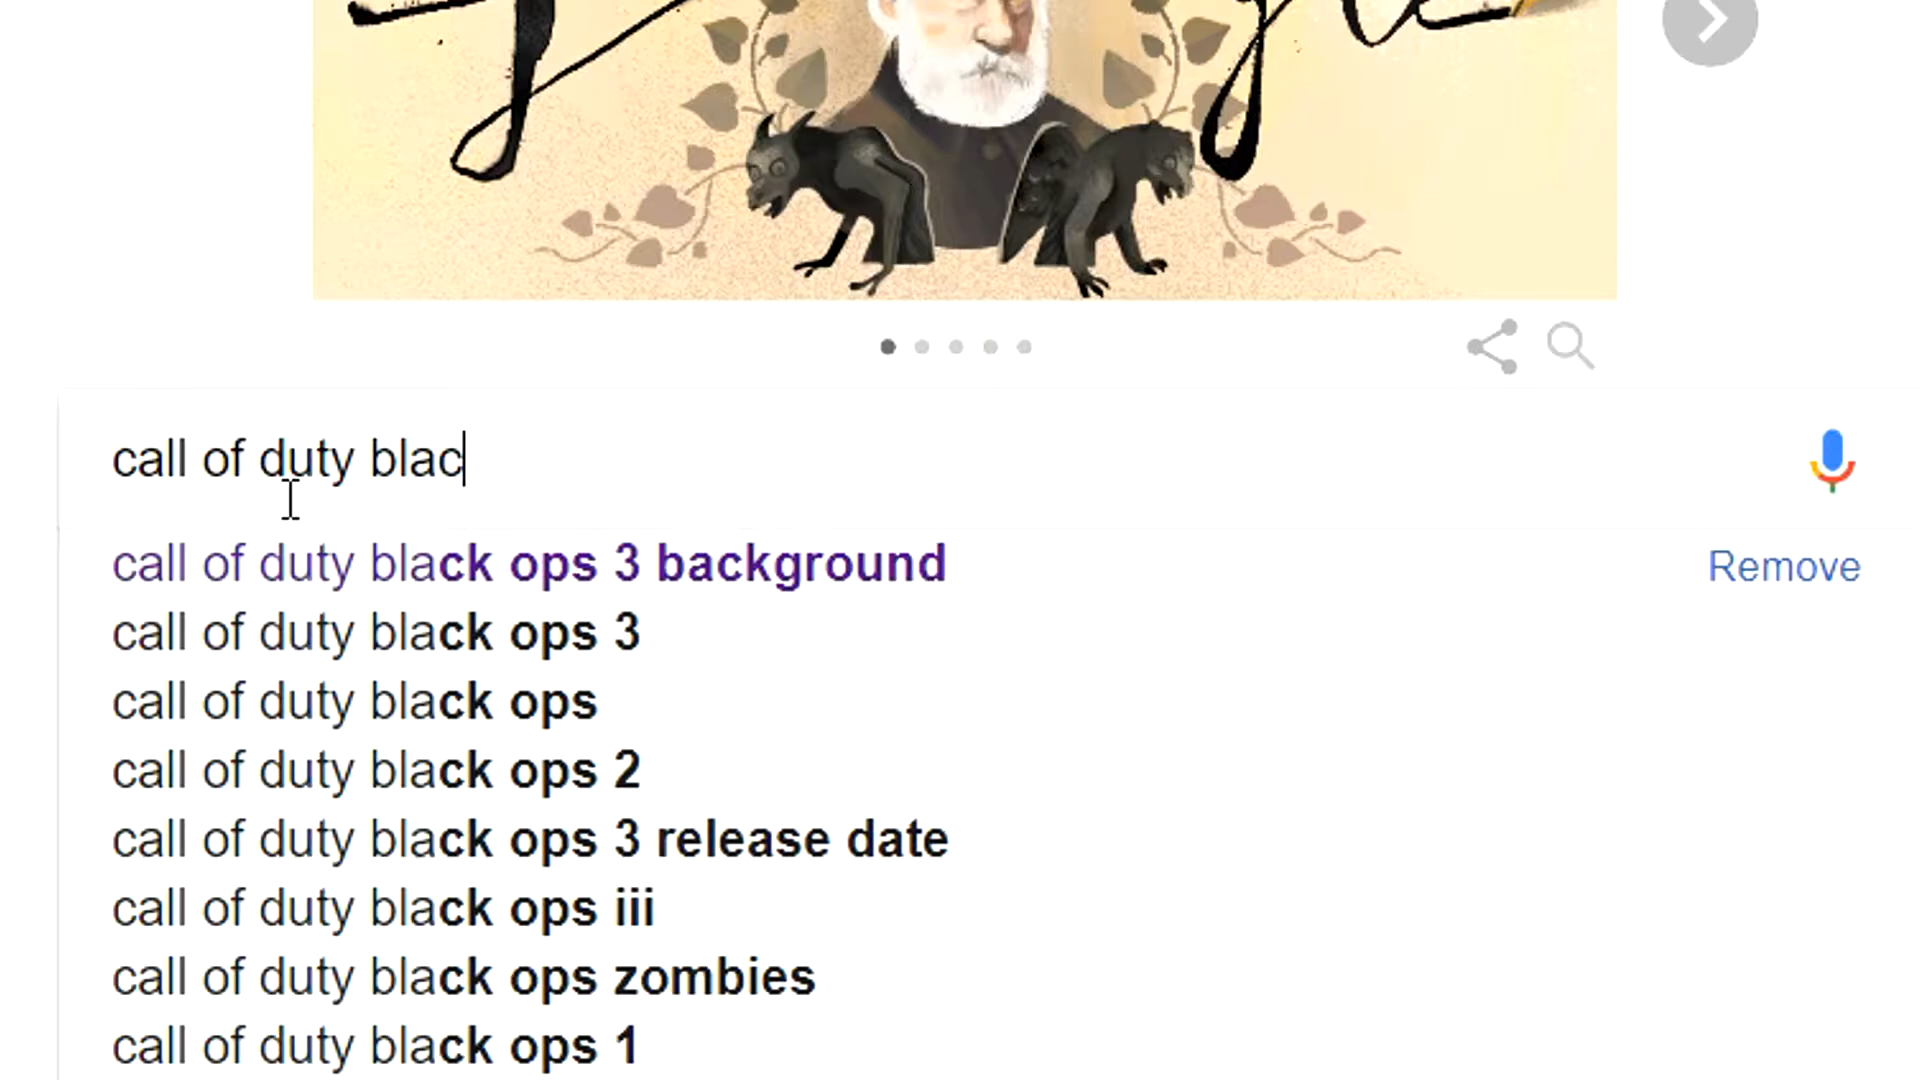 call of duty blac
call of duty black ops 3 background Remove
call of duty black ops 3
call of duty black ops
call of duty black ops 2
call of duty black ops 3 release date
call of duty black ops iii
call of duty black ops zombies
call of duty black ops 1